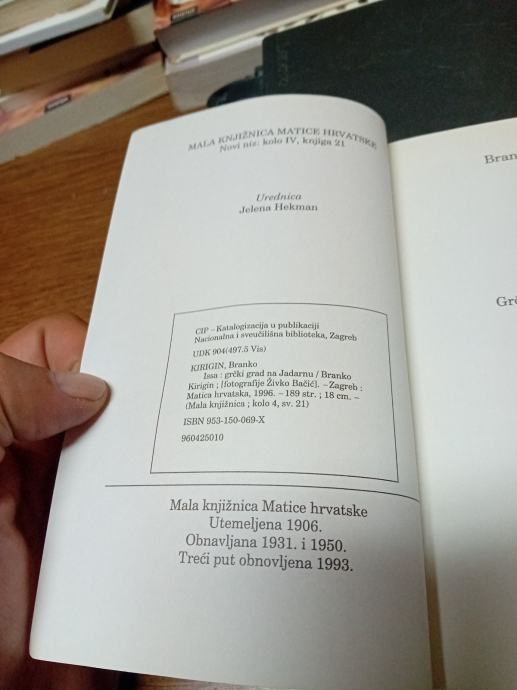 MALA KNJIŽNICA MATICE HRVATSKE
Novi niz: kolo IV, knjiga 21
Urednica
Jelena Hekman
CIP – Katalogizacija u publikaciji
Nacionalna i sveučilišna biblioteka, Zagreb
UDK 904(497.5 Vis)
KIRIGIN, Branko
Issa : grčki grad na Jadarnu / Branko
Kirigin ; [fotografije Živko Bačić]. – Zagreb :
Matica hrvatska, 1996. – 189 str. ; 18 cm. –
(Mala knjižnica ; kolo 4, sv. 21)
ISBN 953-150-069-X
960425010
Mala knjižnica Matice hrvatske
Utemeljena 1906.
Obnavljana 1931. i 1950.
Treći put obnovljena 1993.
Bran
Grč